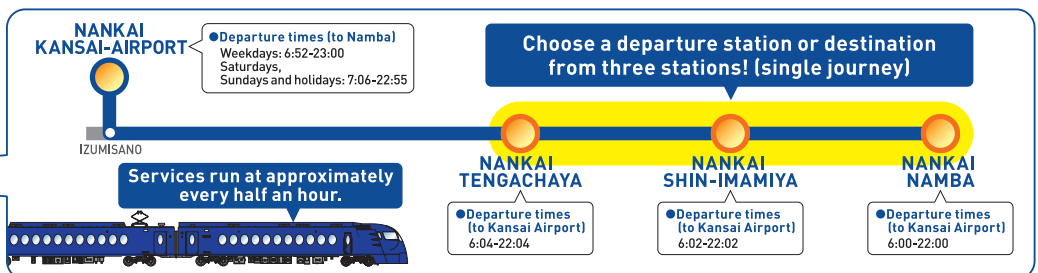 NANKAI
KANSAI-AIRPORT
●Departure times (to Namba)
Weekdays: 6:52-23:00
Saturdays,
Sundays and holidays: 7:06-22:55
Choose a departure station or destination
from three stations! (single journey)
IZUMISANO
Services run at approximately
every half an hour.
NANKAI
TENGACHAYA
●Departure times
(to Kansai Airport)
6:04-22:04
NANKAI
SHIN-IMAMIYA
●Departure times
(to Kansai Airport)
6:02-22:02
NANKAI
NAMBA
●Departure times
(to Kansai Airport)
6:00-22:00